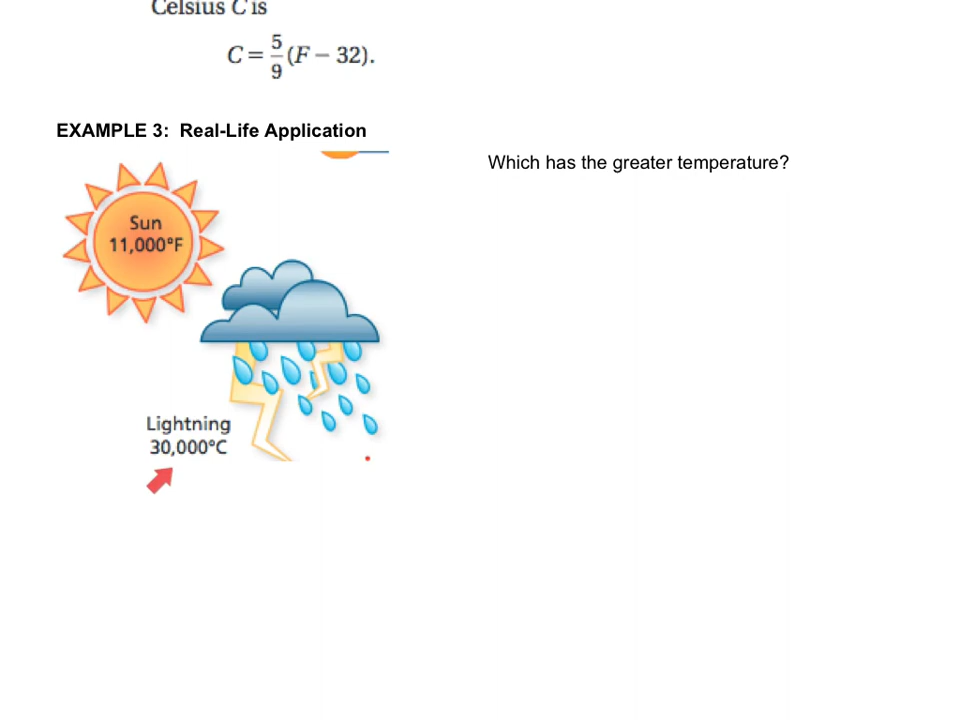 Celsius C is
C = 5/9 (F − 32).
EXAMPLE 3: Real-Life Application
Which has the greater temperature?
Sun
11,000°F
Lightning
30,000°C